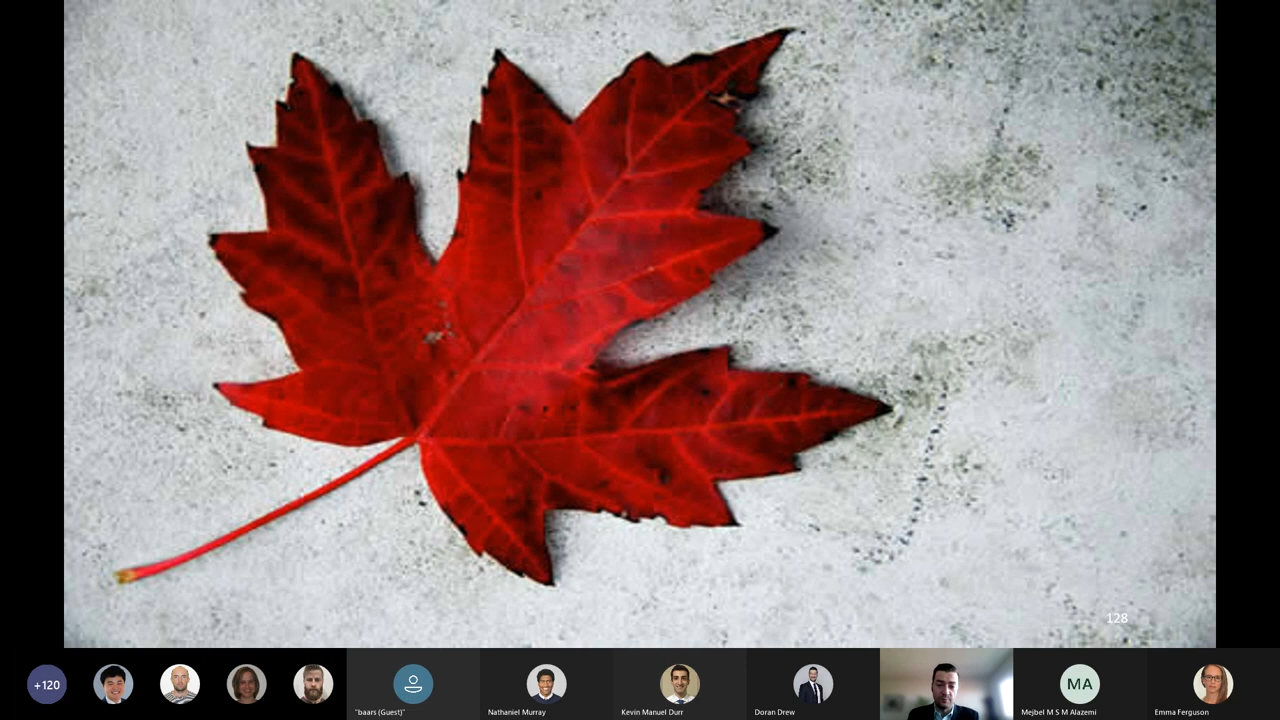 128
+120
"baars (Guest)"
Nathaniel Murray
Kevin Manuel Durr
Doran Drew
MA
Mejbel M S M Alazemi
Emma Ferguson